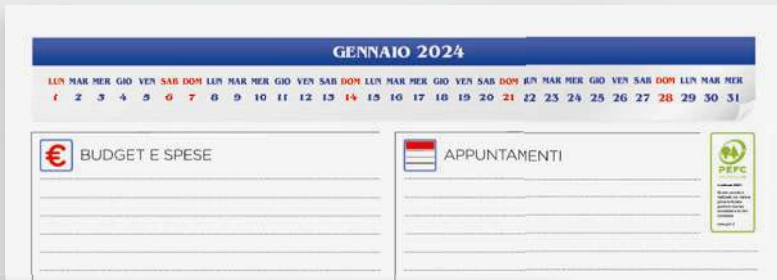 GENNAIO 2024
LUN MAR MER GIO VEN SAB DOM LUN MAR MER GIO VEN SAB DOM LUN MAR MER GIO VEN SAB DOM LUN MAR MER GIO VEN SAB DOM LUN MAR MER
1 2 3 4 5 6 7 8 9 10 11 12 13 14 15 16 17 18 19 20 21 22 23 24 25 26 27 28 29 30 31
€ BUDGET E SPESE
APPUNTAMENTI
PEFC